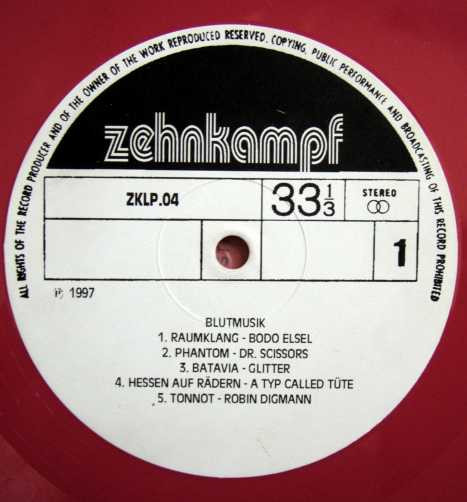 ALL RIGHTS OF THE RECORD PRODUCER AND OF THE OWNER OF THE WORK REPRODUCED RESERVED. COPYING, PUBLIC PERFORMANCE AND BROADCASTING OF THIS RECORD PROHIBITED
zehnkampf
ZKLP.04
33 1/3
STEREO
1
℗ 1997
BLUTMUSIK
1. RAUMKLANG - BODO ELSEL
2. PHANTOM - DR. SCISSORS
3. BATAVIA - GLITTER
4. HESSEN AUF RÄDERN - A TYP CALLED TÜTE
5. TONNOT - ROBIN DIGMANN